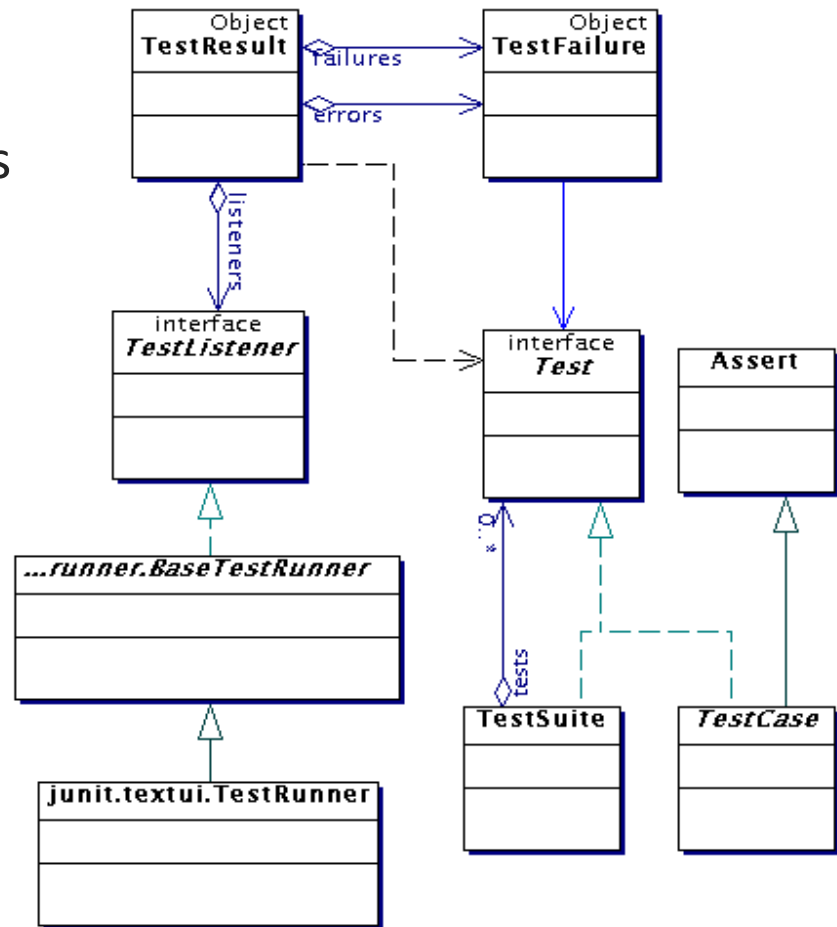 Object
TestResult
Object
TestFailure
failures
errors
s
listeners
interface
TestListener
interface
Test
Assert
...runner.BaseTestRunner
0..*
tests
TestSuite
TestCase
junit.textui.TestRunner